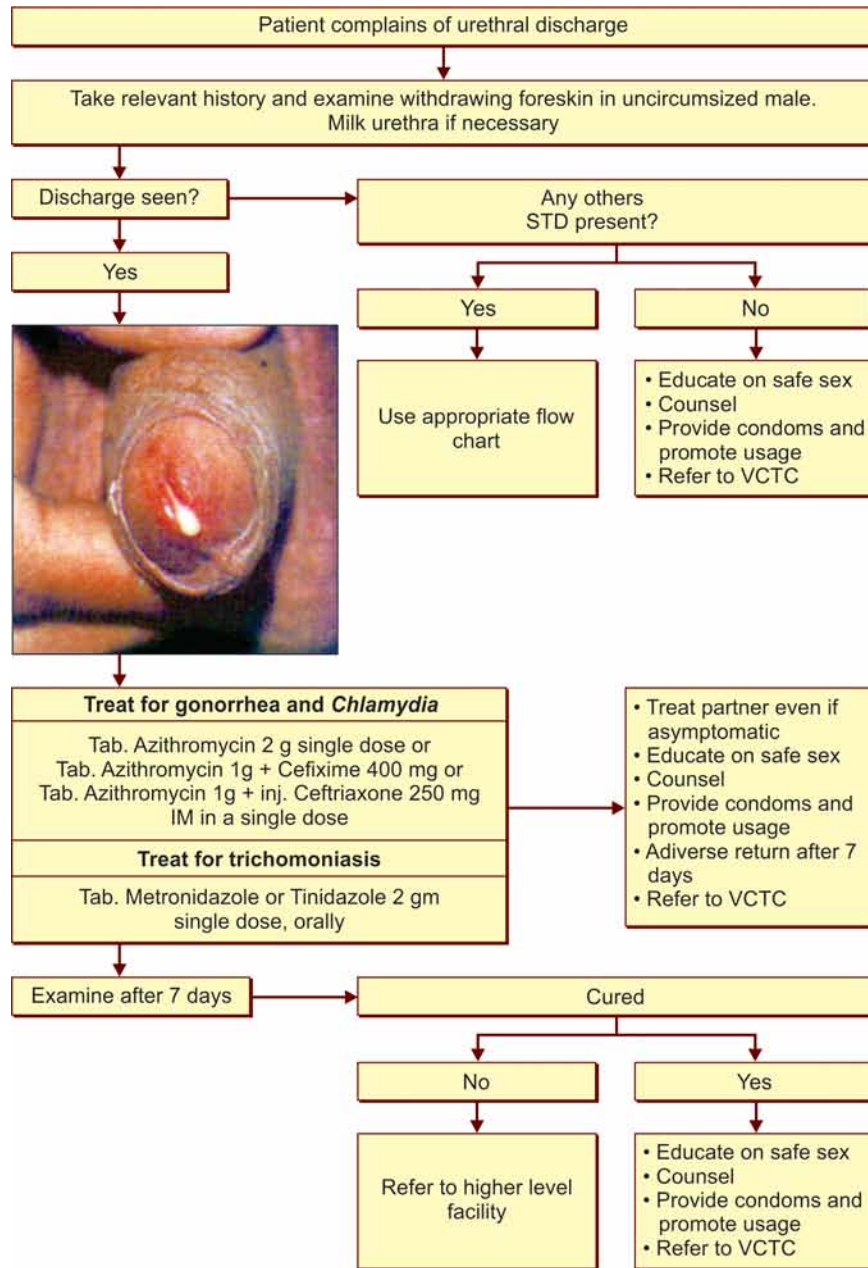 Patient complains of urethral discharge
Take relevant history and examine withdrawing foreskin in uncircumsized male.
Milk urethra if necessary
Discharge seen?
Any others
STD present?
Yes
Yes
No
Use appropriate flow
chart
• Educate on safe sex
• Counsel
• Provide condoms and
promote usage
• Refer to VCTC
Treat for gonorrhea and Chlamydia
Tab. Azithromycin 2 g single dose or
Tab. Azithromycin 1g + Cefixime 400 mg or
Tab. Azithromycin 1g + inj. Ceftriaxone 250 mg
IM in a single dose
Treat for trichomoniasis
Tab. Metronidazole or Tinidazole 2 gm
single dose, orally
• Treat partner even if
asymptomatic
• Educate on safe sex
• Counsel
• Provide condoms and
promote usage
• Adiverse return after 7
days
• Refer to VCTC
Examine after 7 days
Cured
No
Yes
Refer to higher level
facility
• Educate on safe sex
• Counsel
• Provide condoms and
promote usage
• Refer to VCTC